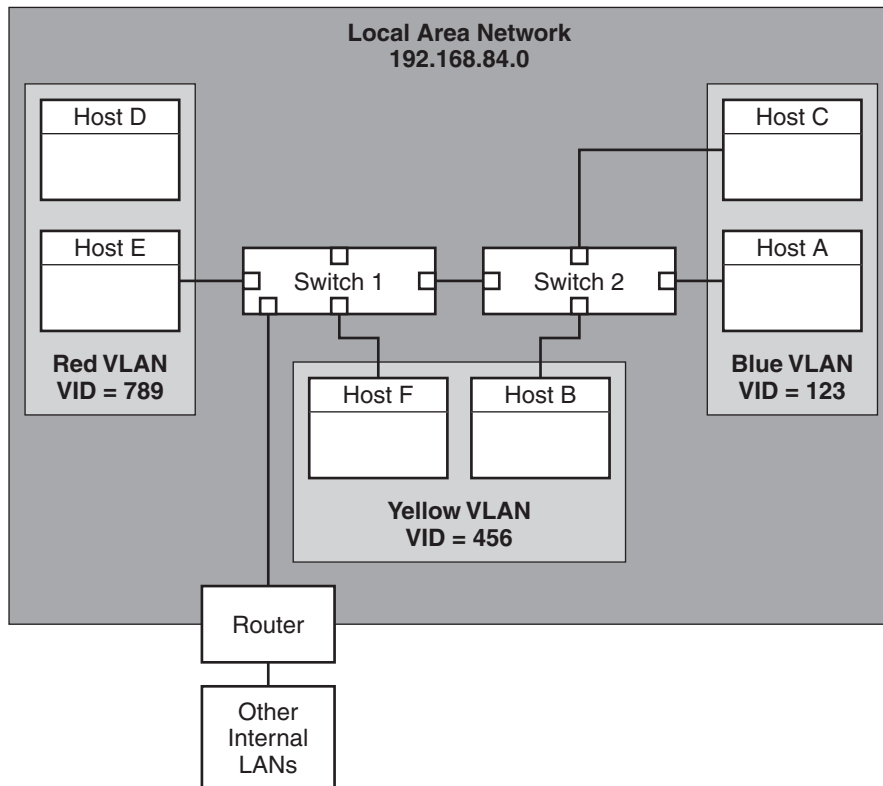 Local Area Network
192.168.84.0
Host D
Host C
Host E
Host A
Switch 1
Switch 2
Red VLAN
VID = 789
Blue VLAN
VID = 123
Host F
Host B
Yellow VLAN
VID = 456
Router
Other
Internal
LANs